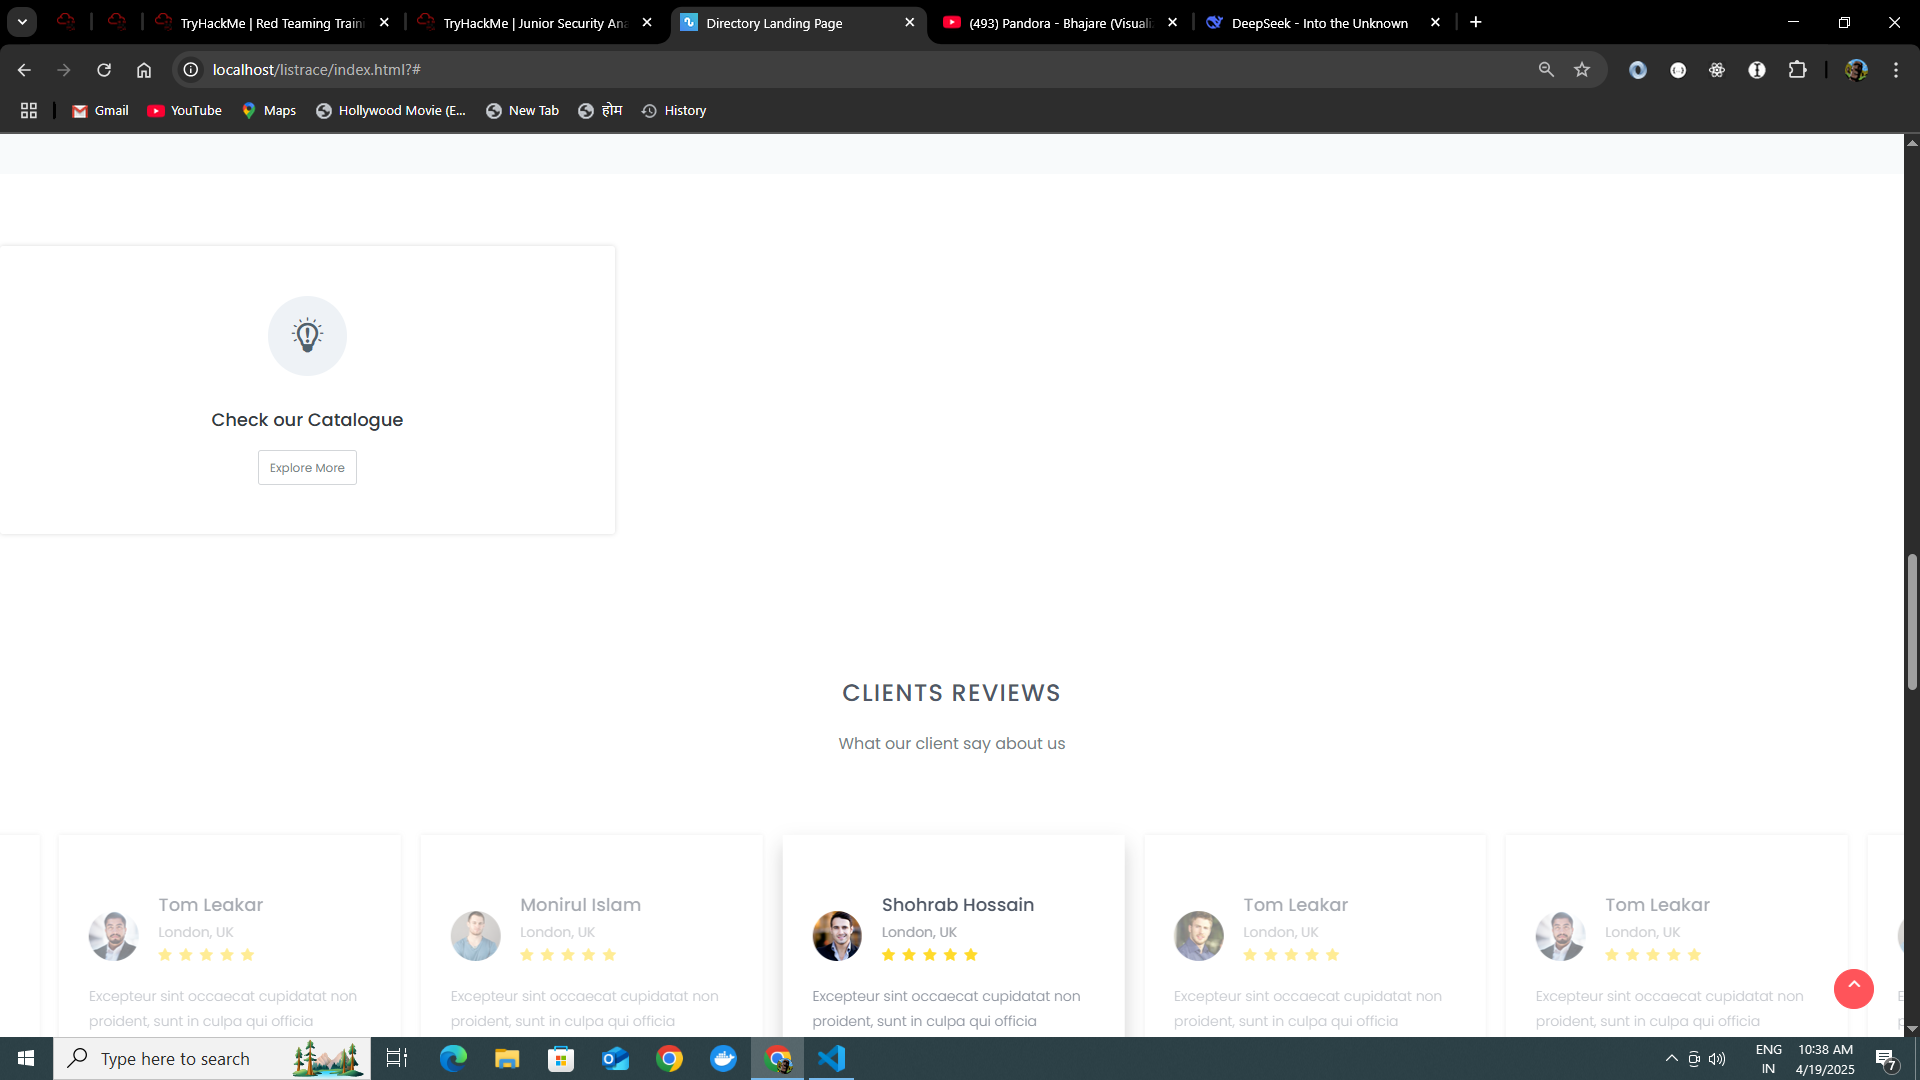 TryHackMe | Red Teaming Traini
TryHackMe | Junior Security Ana
Directory Landing Page
(493) Pandora - Bhajare (Visuali
DeepSeek - Into the Unknown
localhost/listrace/index.html?#
Gmail
YouTube
Maps
Hollywood Movie (E...
New Tab
होम
History
Check our Catalogue
Explore More
CLIENTS REVIEWS
What our client say about us
Tom Leakar
London, UK
Excepteur sint occaecat cupidatat non
proident, sunt in culpa qui officia
Monirul Islam
London, UK
Excepteur sint occaecat cupidatat non
proident, sunt in culpa qui officia
Shohrab Hossain
London, UK
Excepteur sint occaecat cupidatat non
proident, sunt in culpa qui officia
Tom Leakar
London, UK
Excepteur sint occaecat cupidatat non
proident, sunt in culpa qui officia
Tom Leakar
London, UK
Excepteur sint occaecat cupidatat non
proident, sunt in culpa qui officia
Type here to search
ENG
IN
10:38 AM
4/19/2025
7